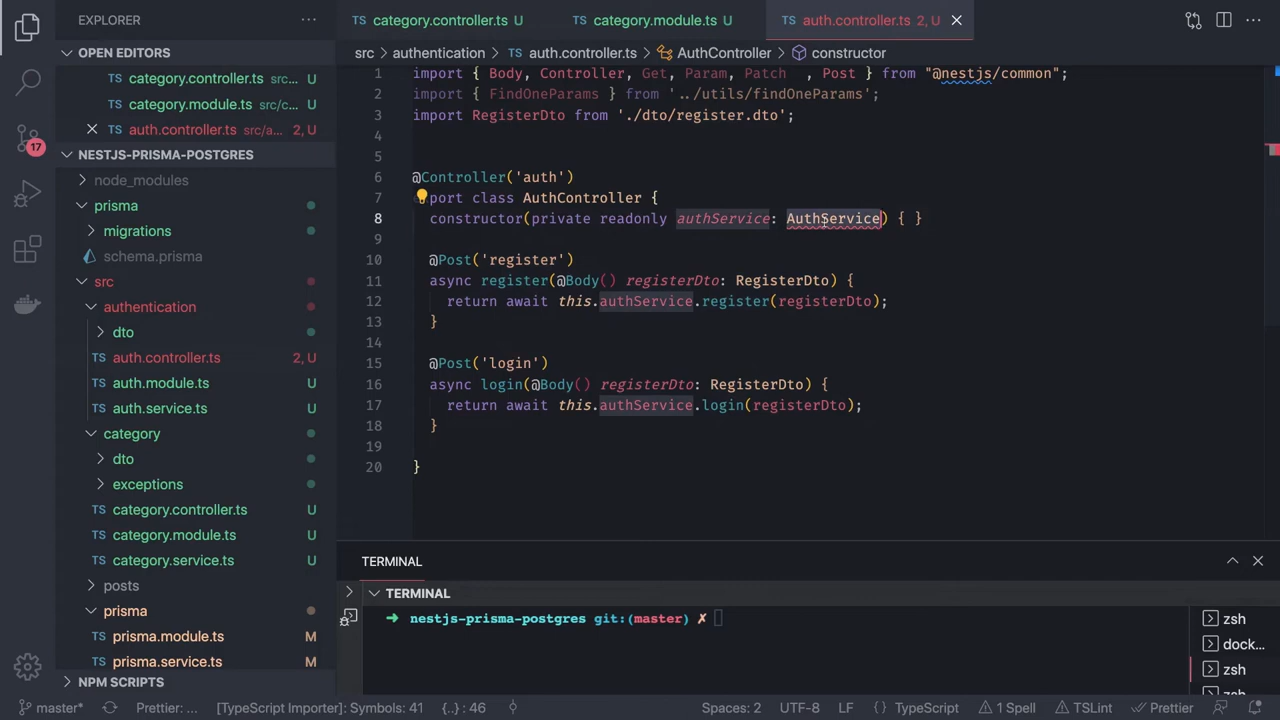 EXPLORER
category.controller.ts U
category.module.ts U
auth.controller.ts 2, U
OPEN EDITORS
category.controller.ts src... U
category.module.ts src/c... U
auth.controller.ts src/a... 2, U
NESTJS-PRISMA-POSTGRES
node_modules
prisma
migrations
schema.prisma
src
authentication
dto
TS auth.controller.ts 2, U
TS auth.module.ts U
TS auth.service.ts U
category
dto
exceptions
TS category.controller.ts U
TS category.module.ts U
TS category.service.ts U
posts
prisma
TS prisma.module.ts M
TS prisma.service.ts M
NPM SCRIPTS
17
src > authentication > TS auth.controller.ts > AuthController > constructor
1 import { Body, Controller, Get, Param, Patch , Post } from "@nestjs/common";
2 import { FindOneParams } from '../utils/findOneParams';
3 import RegisterDto from './dto/register.dto';
4
5
6 @Controller('auth')
7 port class AuthController {
8 constructor(private readonly authService: AuthService) { }
9
10 @Post('register')
11 async register(@Body() registerDto: RegisterDto) {
12 return await this.authService.register(registerDto);
13 }
14
15 @Post('login')
16 async login(@Body() registerDto: RegisterDto) {
17 return await this.authService.login(registerDto);
18 }
19
20 }
TERMINAL
TERMINAL
➜ nestjs-prisma-postgres git:(master) ✗
zsh
dock...
zsh
master*
Prettier: ...
[TypeScript Importer]: Symbols: 41
{..} : 46
Spaces: 2
UTF-8
LF
{ } TypeScript
1 Spell
TSLint
Prettier